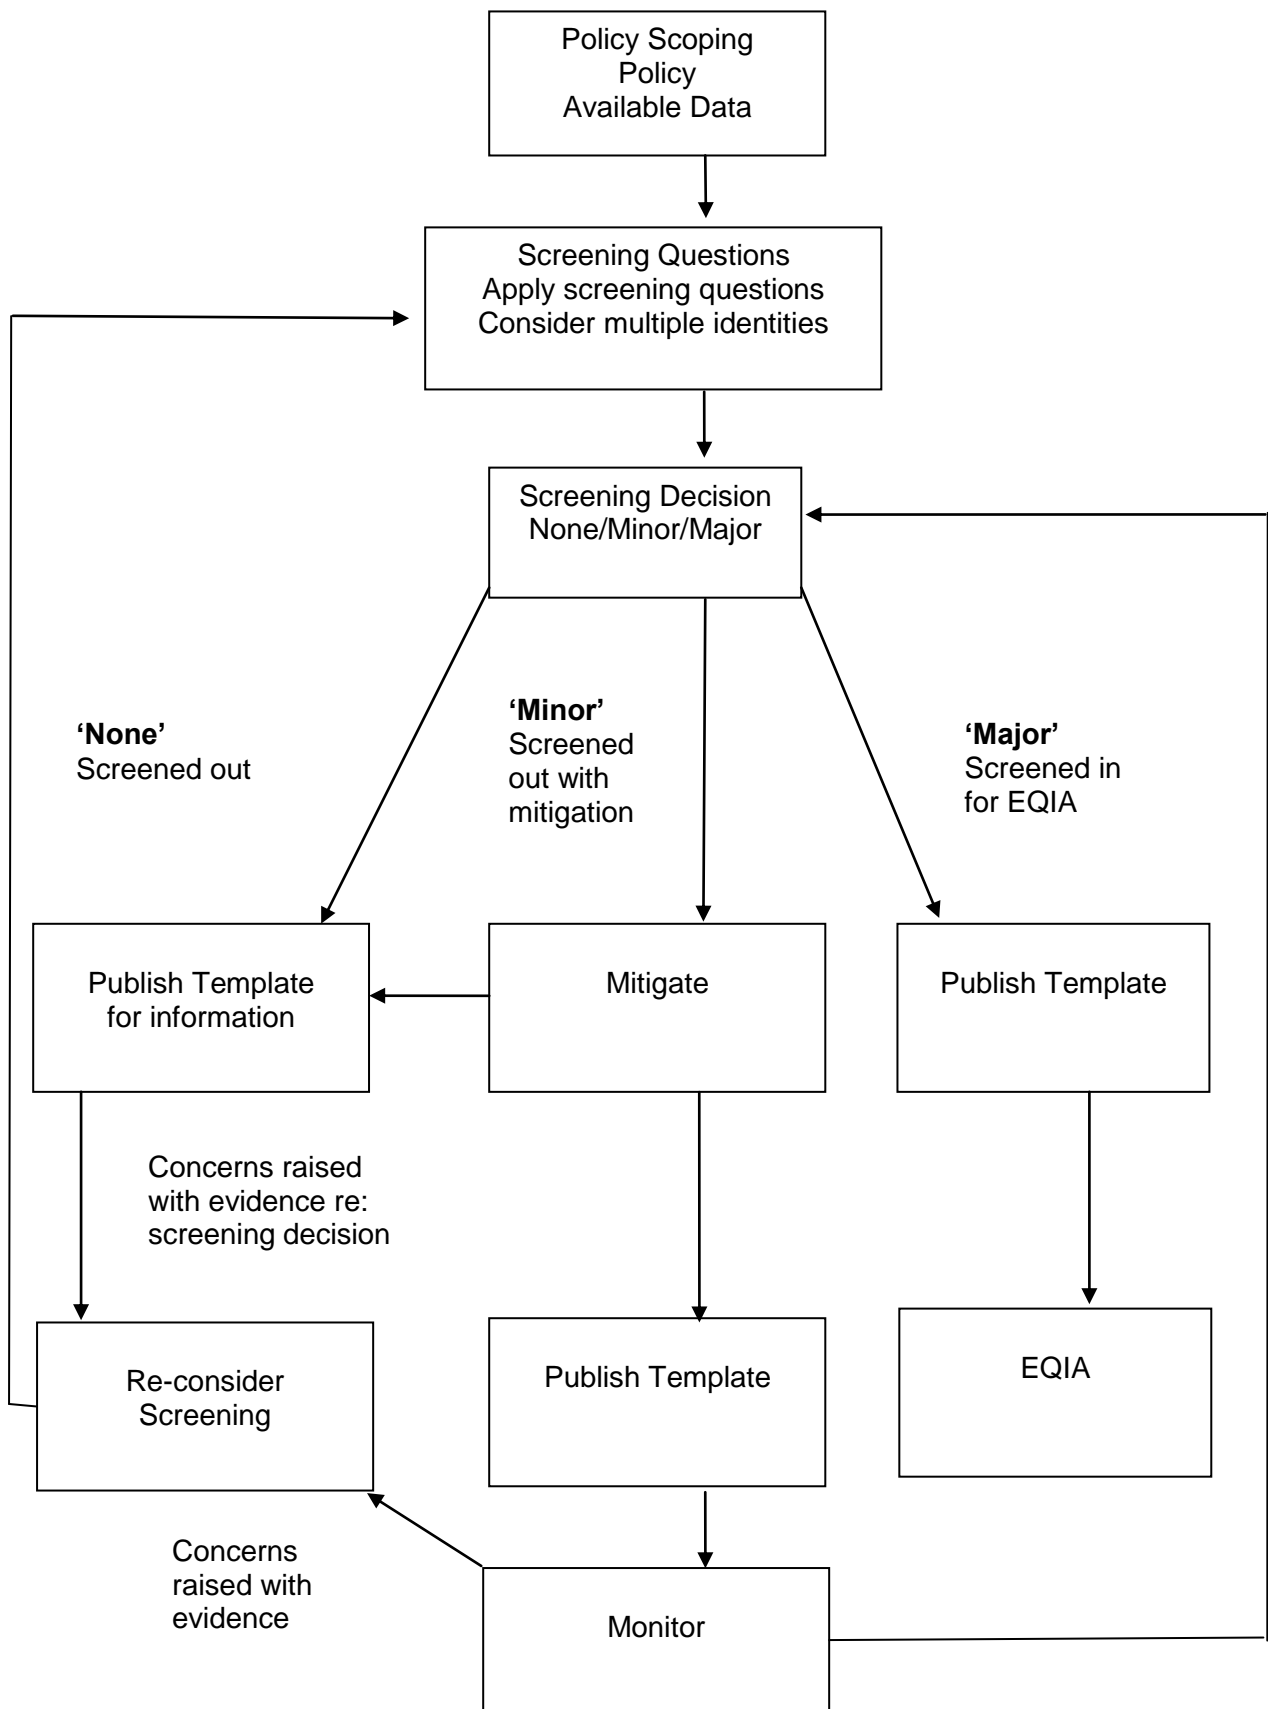 Policy Scoping
Policy
Available Data
Screening Questions
Apply screening questions
Consider multiple identities
Screening Decision
None/Minor/Major
‘None’
Screened out
‘Minor’
Screened
out with
mitigation
‘Major’
Screened in
for EQIA
Publish Template
for information
Mitigate
Publish Template
Concerns raised
with evidence re:
screening decision
Re-consider
Screening
Publish Template
EQIA
Concerns
raised with
evidence
Monitor